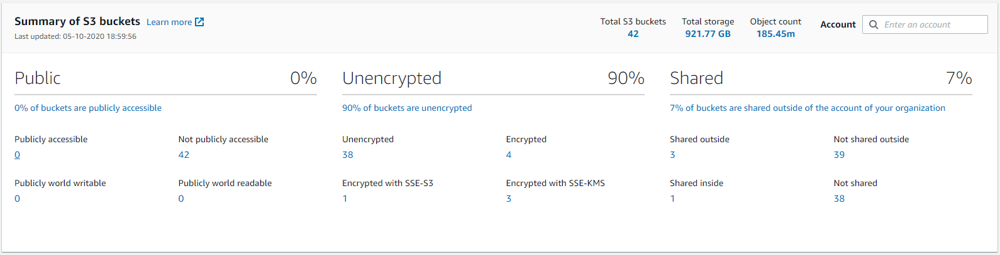 Summary of S3 buckets Learn more
Last updated: 05-10-2020 18:59:56
Total S3 buckets Total storage Object count
42 921.77 GB 185.45m
Account Enter an account
Public 0%
0% of buckets are publicly accessible
Publicly accessible Not publicly accessible
0 42
Publicly world writable Publicly world readable
0 0
Unencrypted 90%
90% of buckets are unencrypted
Unencrypted Encrypted
38 4
Encrypted with SSE-S3 Encrypted with SSE-KMS
1 3
Shared 7%
7% of buckets are shared outside of the account of your organization
Shared outside Not shared outside
3 39
Shared inside Not shared
1 38